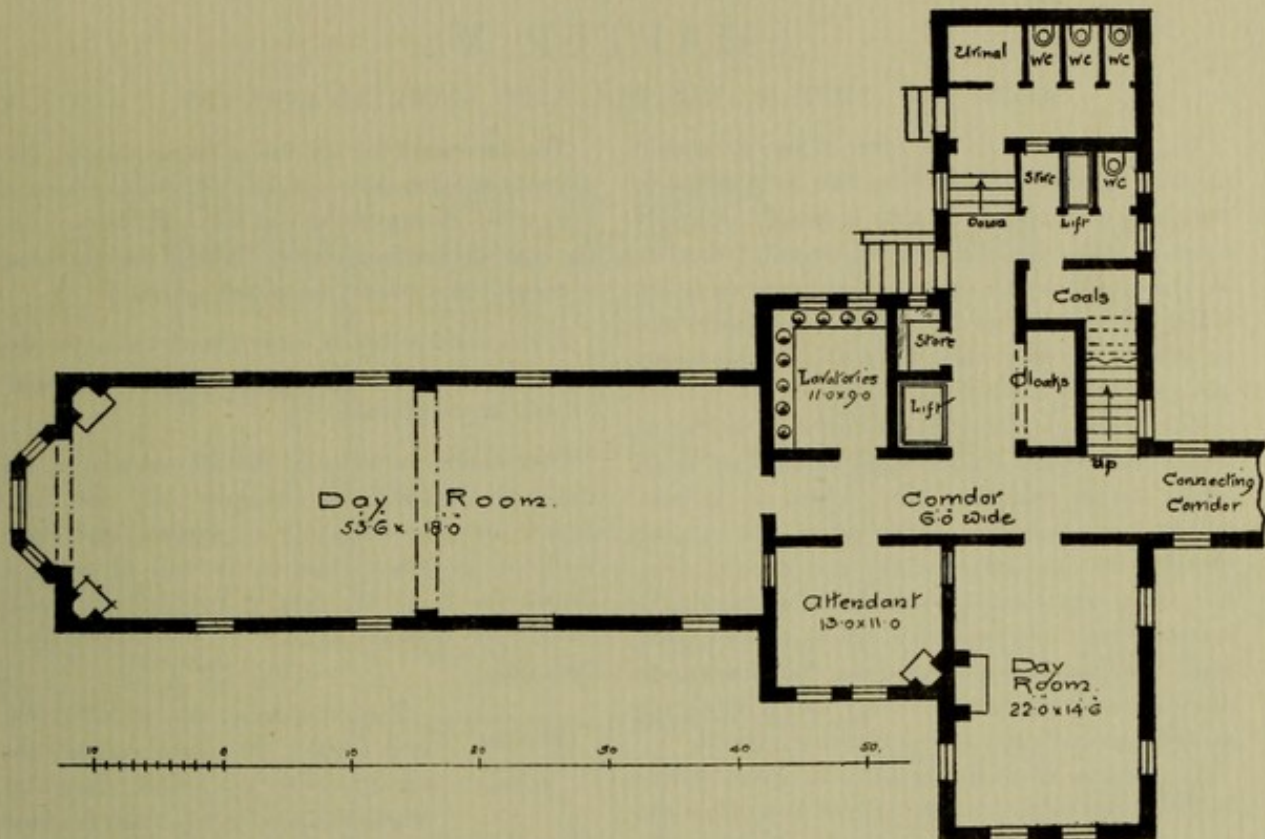 Urinal
WC
WC
WC
WC
Down
Lift
Coals
Store
Lavatories
11·0×9·0
Cloaks
Lift
Up
Day Room.
53·6 × 18·0
Corridor
6·0 wide
Connecting
Corridor
Attendant
13·0×11·0
Day
Room.
22·0×14·6
10 0 10 20 30 40 50.